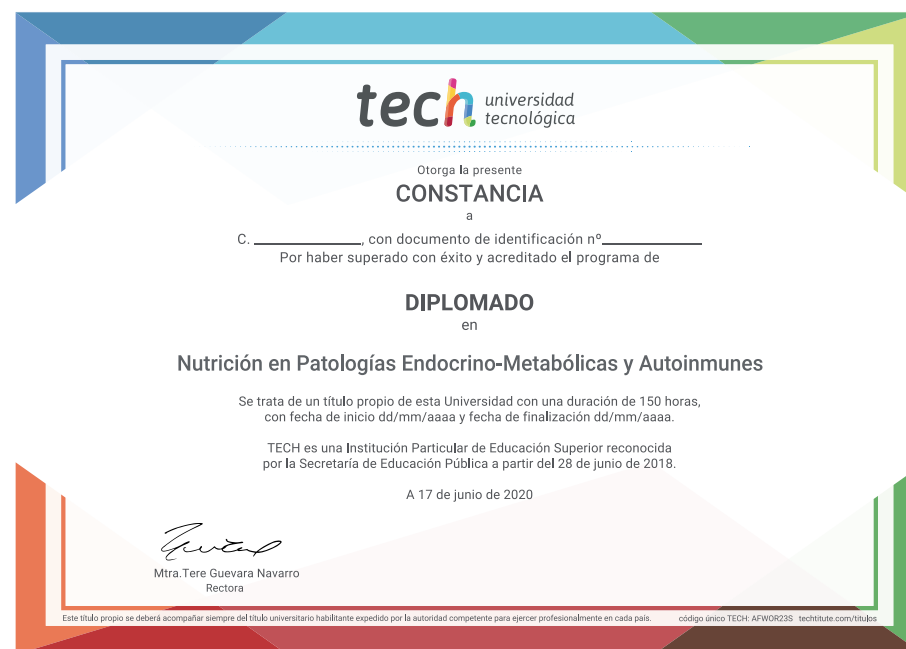 tech universidad
tecnológica
Otorga la presente
CONSTANCIA
a
C. ____________, con documento de identificación nº____________
Por haber superado con éxito y acreditado el programa de
DIPLOMADO
en
Nutrición en Patologías Endocrino-Metabólicas y Autoinmunes
Se trata de un título propio de esta Universidad con una duración de 150 horas,
con fecha de inicio dd/mm/aaaa y fecha de finalización dd/mm/aaaa.
TECH es una Institución Particular de Educación Superior reconocida
por la Secretaría de Educación Pública a partir del 28 de junio de 2018.
A 17 de junio de 2020
Mtra.Tere Guevara Navarro
Rectora
Este título propio se deberá acompañar siempre del título universitario habilitante expedido por la autoridad competente para ejercer profesionalmente en cada país. código único TECH: AFWOR23S techtitute.com/titulos